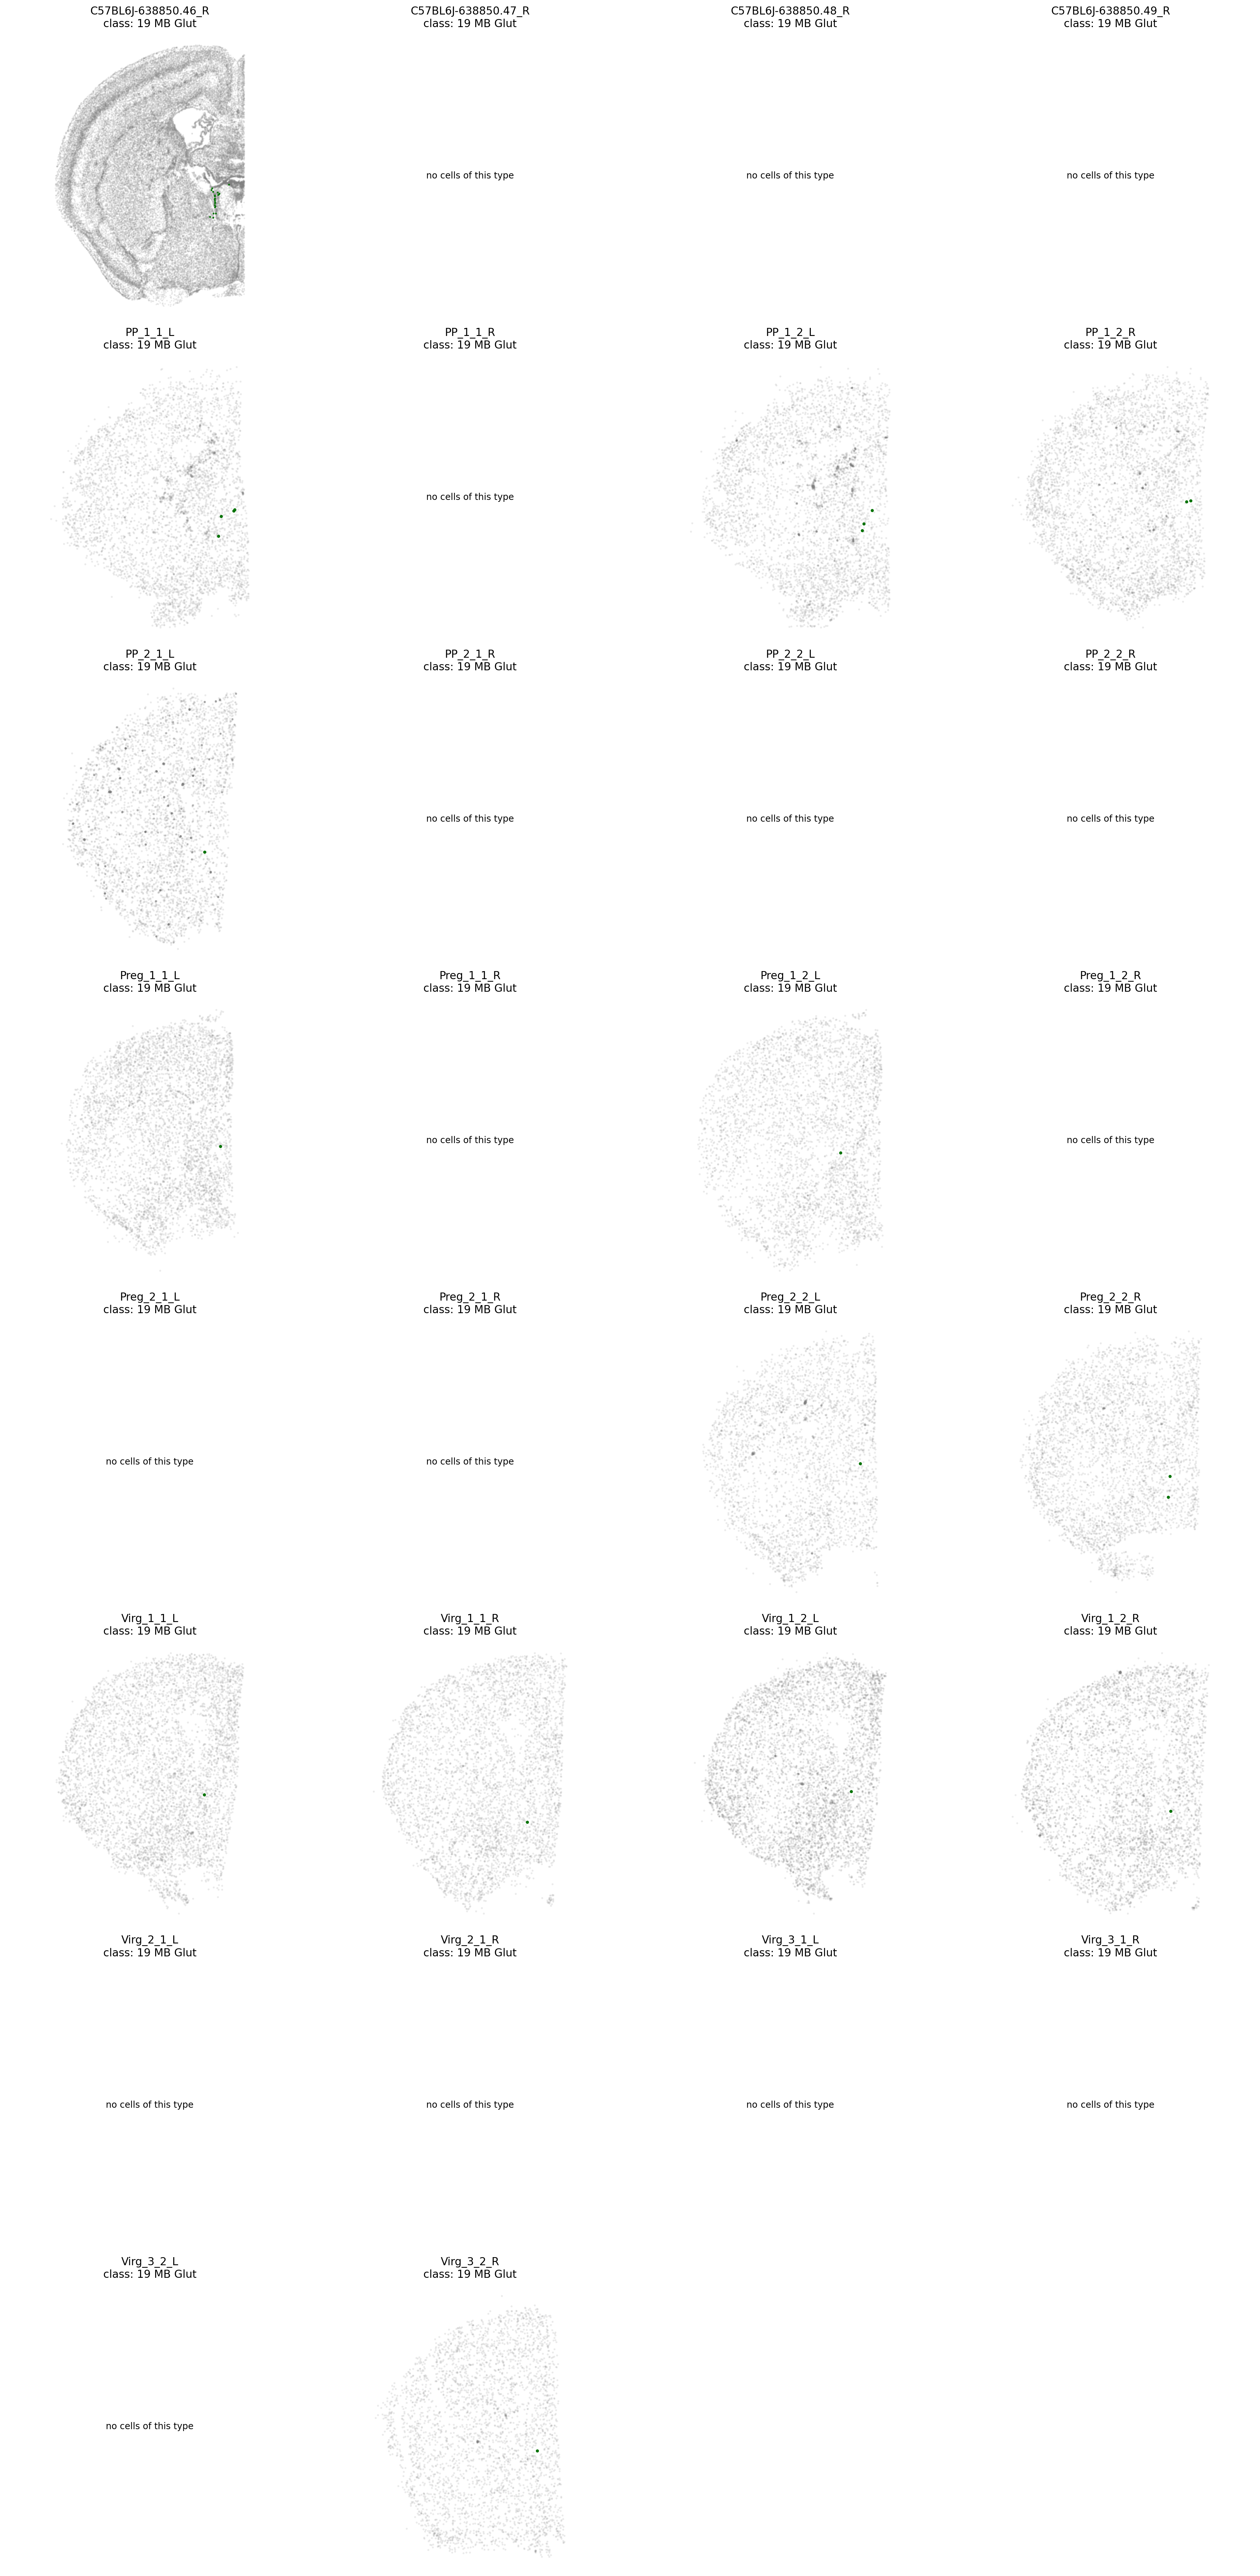 C57BL6J-638850.46_R
class: 19 MB Glut
C57BL6J-638850.47_R
class: 19 MB Glut
no cells of this type
C57BL6J-638850.48_R
class: 19 MB Glut
no cells of this type
C57BL6J-638850.49_R
class: 19 MB Glut
no cells of this type
PP_1_1_L
class: 19 MB Glut
PP_1_1_R
class: 19 MB Glut
no cells of this type
PP_1_2_L
class: 19 MB Glut
PP_1_2_R
class: 19 MB Glut
PP_2_1_L
class: 19 MB Glut
PP_2_1_R
class: 19 MB Glut
no cells of this type
PP_2_2_L
class: 19 MB Glut
no cells of this type
PP_2_2_R
class: 19 MB Glut
no cells of this type
Preg_1_1_L
class: 19 MB Glut
Preg_1_1_R
class: 19 MB Glut
no cells of this type
Preg_1_2_L
class: 19 MB Glut
Preg_1_2_R
class: 19 MB Glut
no cells of this type
Preg_2_1_L
class: 19 MB Glut
no cells of this type
Preg_2_1_R
class: 19 MB Glut
no cells of this type
Preg_2_2_L
class: 19 MB Glut
Preg_2_2_R
class: 19 MB Glut
Virg_1_1_L
class: 19 MB Glut
Virg_1_1_R
class: 19 MB Glut
Virg_1_2_L
class: 19 MB Glut
Virg_1_2_R
class: 19 MB Glut
Virg_2_1_L
class: 19 MB Glut
no cells of this type
Virg_2_1_R
class: 19 MB Glut
no cells of this type
Virg_3_1_L
class: 19 MB Glut
no cells of this type
Virg_3_1_R
class: 19 MB Glut
no cells of this type
Virg_3_2_L
class: 19 MB Glut
no cells of this type
Virg_3_2_R
class: 19 MB Glut